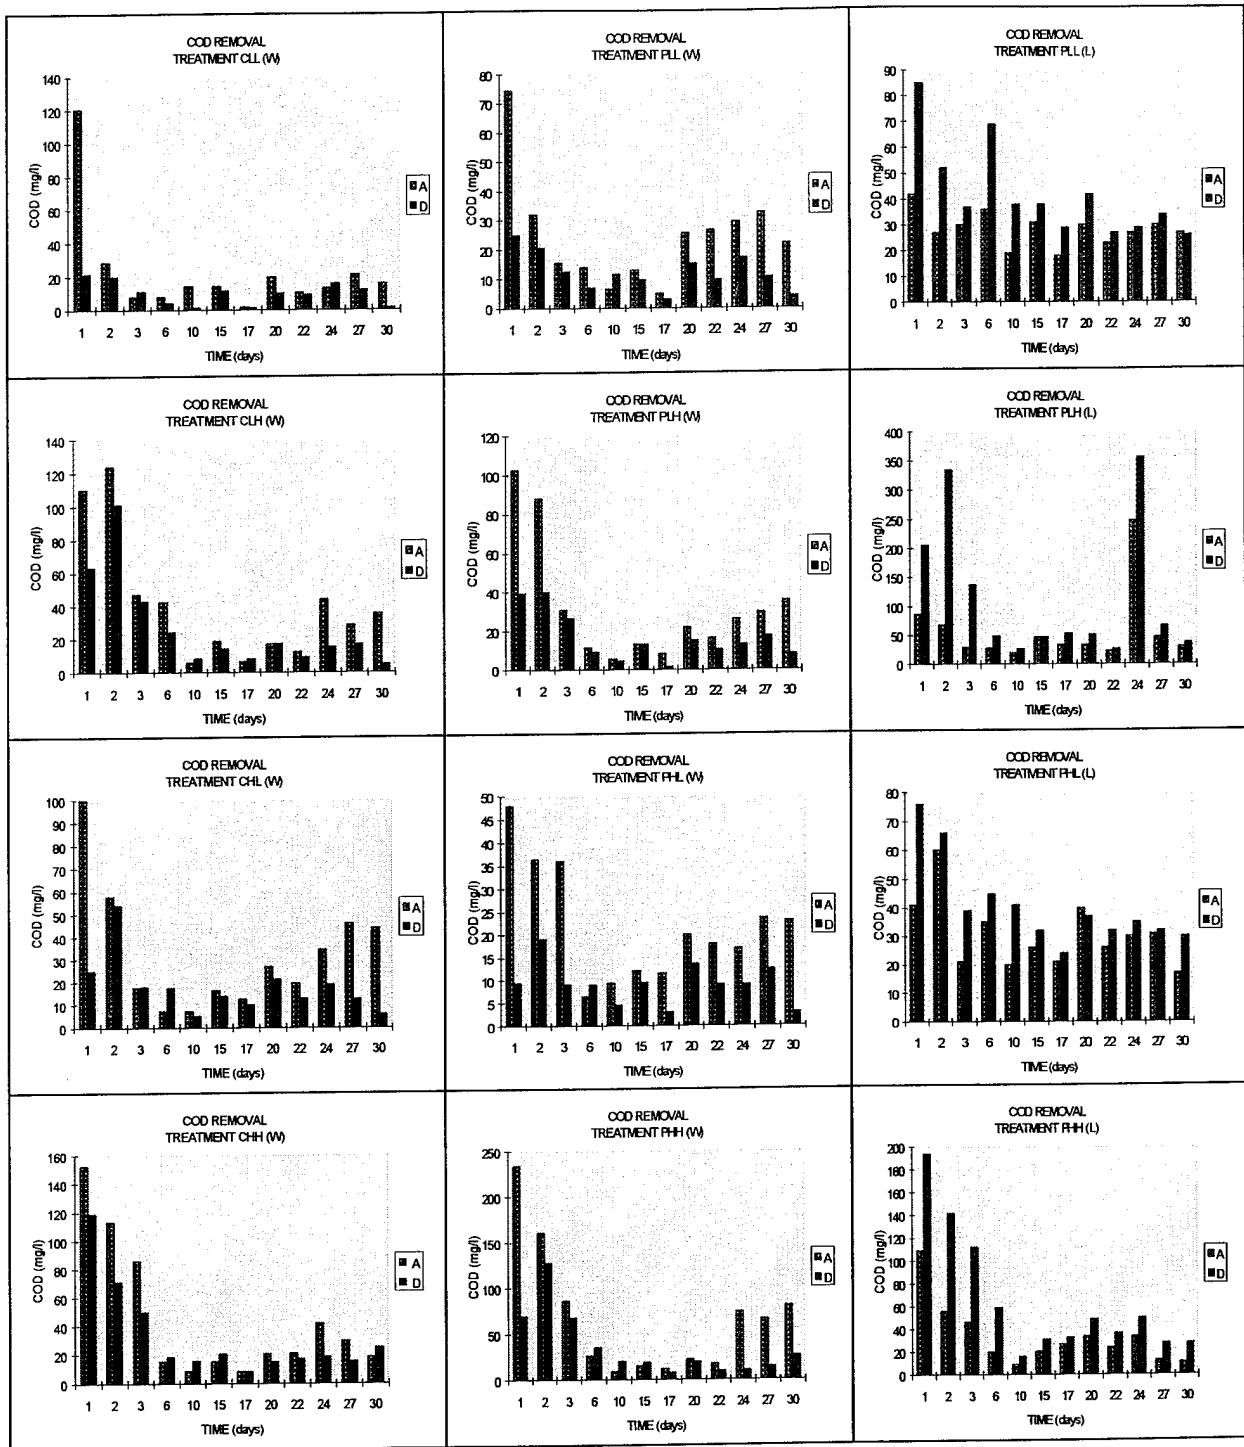 COD REMOVAL
TREATMENT CLL (W)
140
120
100
80
60
40
20
0
COD (mg/l)
A
D
1 2 3 6 10 15 17 20 22 24 27 30
TIME (days)
COD REMOVAL
TREATMENT PLL (W)
80
70
60
50
40
30
20
10
0
COD (mg/l)
A
D
1 2 3 6 10 15 17 20 22 24 27 30
TIME (days)
COD REMOVAL
TREATMENT PLL (L)
90
80
70
60
50
40
30
20
10
0
COD (mg/l)
A
D
1 2 3 6 10 15 17 20 22 24 27 30
TIME (days)
COD REMOVAL
TREATMENT CLH (W)
140
120
100
80
60
40
20
0
COD (mg/l)
A
D
1 2 3 6 10 15 17 20 22 24 27 30
TIME (days)
COD REMOVAL
TREATMENT PLH (W)
120
100
80
60
40
20
0
COD (mg/l)
A
D
1 2 3 6 10 15 17 20 22 24 27 30
TIME (days)
COD REMOVAL
TREATMENT PLH (L)
400
350
300
250
200
150
100
50
0
COD (mg/l)
A
D
1 2 3 6 10 15 17 20 22 24 27 30
TIME (days)
COD REMOVAL
TREATMENT CHL (W)
100
90
80
70
60
50
40
30
20
10
0
COD (mg/l)
A
D
1 2 3 6 10 15 17 20 22 24 27 30
TIME (days)
COD REMOVAL
TREATMENT PHL (W)
50
45
40
35
30
25
20
15
10
5
0
COD (mg/l)
A
D
1 2 3 6 10 15 17 20 22 24 27 30
TIME (days)
COD REMOVAL
TREATMENT PHL (L)
80
70
60
50
40
30
20
10
0
COD (mg/l)
A
D
1 2 3 6 10 15 17 20 22 24 27 30
TIME (days)
COD REMOVAL
TREATMENT CHH (W)
160
140
120
100
80
60
40
20
0
COD (mg/l)
A
D
1 2 3 6 10 15 17 20 22 24 27 30
TIME (days)
COD REMOVAL
TREATMENT PHH (W)
250
200
150
100
50
0
COD (mg/l)
A
D
1 2 3 6 10 15 17 20 22 24 27 30
TIME (days)
COD REMOVAL
TREATMENT PHH (L)
200
180
160
140
120
100
80
60
40
20
0
COD (mg/l)
A
D
1 2 3 6 10 15 17 20 22 24 27 30
TIME (days)